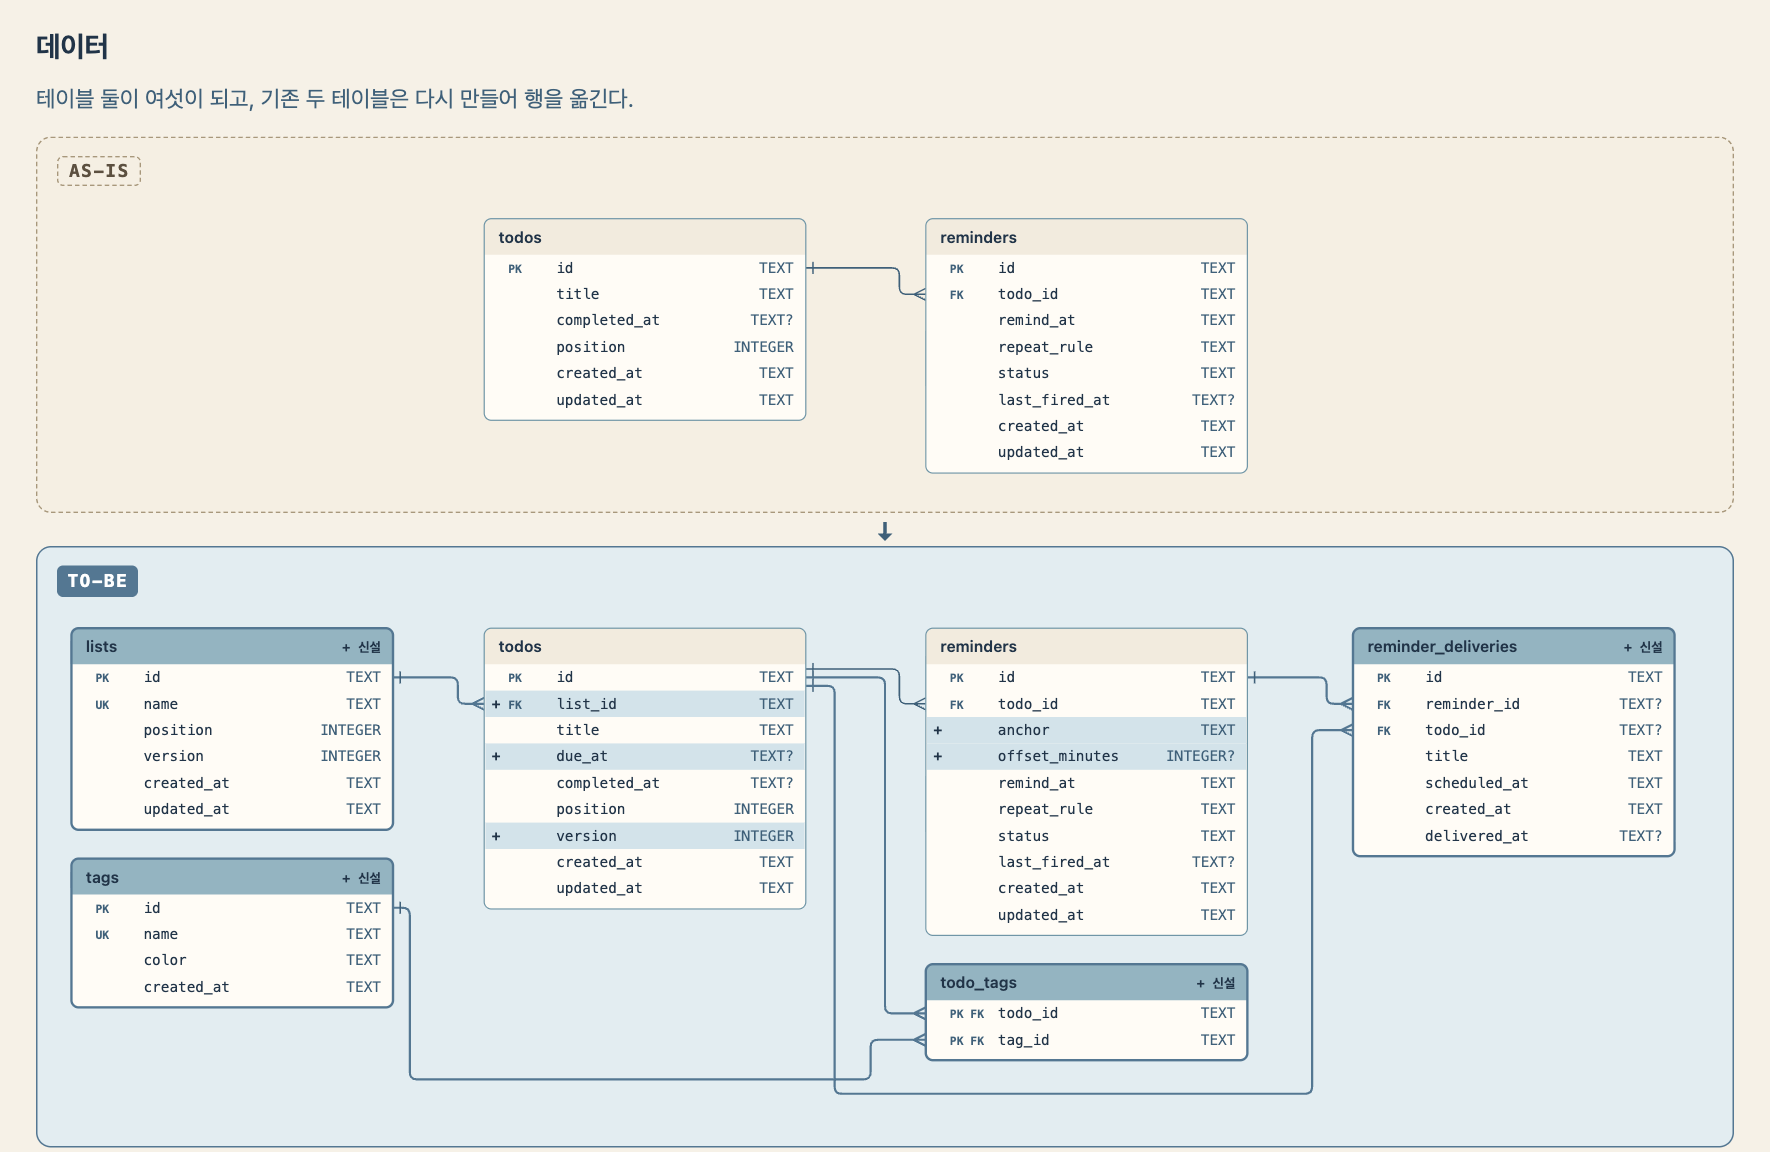 데이터
테이블 둘이 여섯이 되고, 기존 두 테이블은 다시 만들어 행을 옮긴다.
AS-IS
todos
PK id TEXT
title TEXT
completed_at TEXT?
position INTEGER
created_at TEXT
updated_at TEXT
reminders
PK id TEXT
FK todo_id TEXT
remind_at TEXT
repeat_rule TEXT
status TEXT
last_fired_at TEXT?
created_at TEXT
updated_at TEXT
TO-BE
lists + 신설
PK id TEXT
UK name TEXT
position INTEGER
version INTEGER
created_at TEXT
updated_at TEXT
tags + 신설
PK id TEXT
UK name TEXT
color TEXT
created_at TEXT
todos
PK id TEXT
+ FK list_id TEXT
title TEXT
+ due_at TEXT?
completed_at TEXT?
position INTEGER
+ version INTEGER
created_at TEXT
updated_at TEXT
reminders
PK id TEXT
FK todo_id TEXT
+ anchor TEXT
+ offset_minutes INTEGER?
remind_at TEXT
repeat_rule TEXT
status TEXT
last_fired_at TEXT?
created_at TEXT
updated_at TEXT
todo_tags + 신설
PK FK todo_id TEXT
PK FK tag_id TEXT
reminder_deliveries + 신설
PK id TEXT
FK reminder_id TEXT?
FK todo_id TEXT?
title TEXT
scheduled_at TEXT
created_at TEXT
delivered_at TEXT?